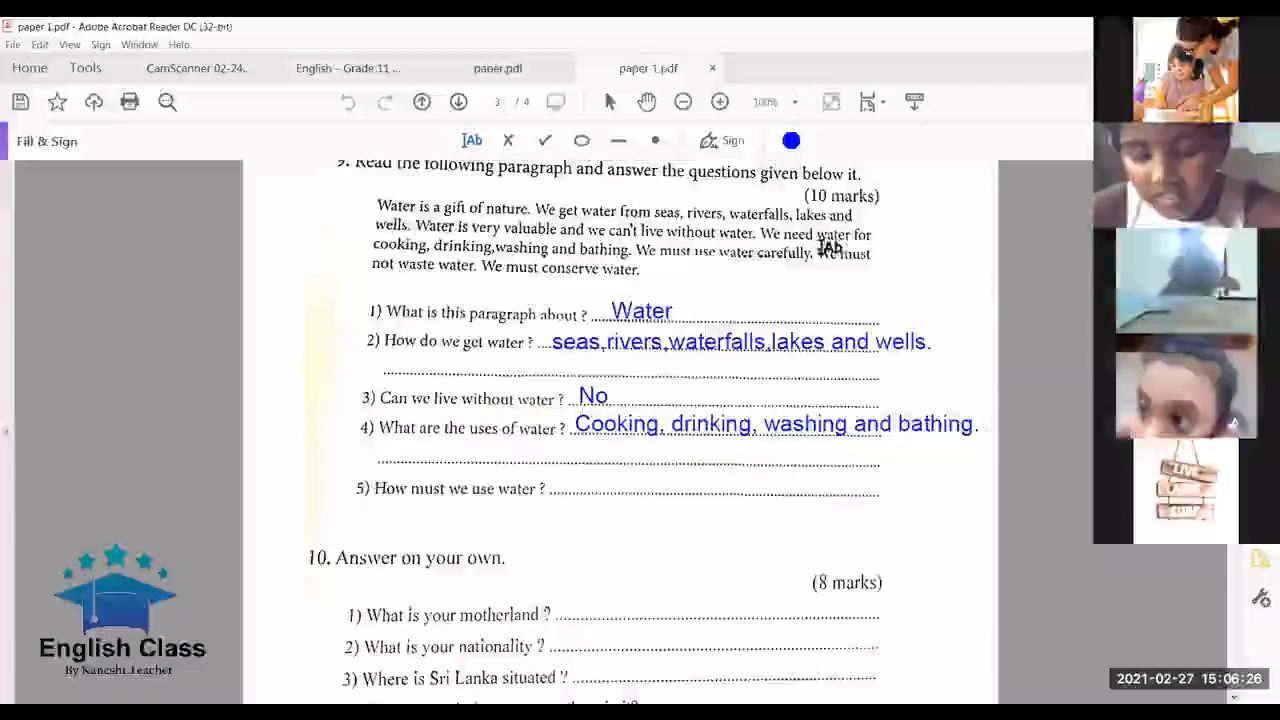 paper 1.pdf - Adobe Acrobat Reader DC (32-bit)
File Edit View Sign Window Help
Home Tools CamScanner 02-24... English - Grade 11 ... paper.pdf paper 1.pdf ×
3 / 4 100%
Fill & Sign IAb Sign
9. Read the following paragraph and answer the questions given below it.
(10 marks)
Water is a gift of nature. We get water from seas, rivers, waterfalls, lakes and
wells. Water is very valuable and we can't live without water. We need water for
cooking, drinking,washing and bathing. We must use water carefully. We must
not waste water. We must conserve water.
1) What is this paragraph about ? Water
2) How do we get water ? seas,rivers,waterfalls,lakes and wells.
3) Can we live without water ? No
4) What are the uses of water ? Cooking, drinking, washing and bathing.
5) How must we use water ?
10. Answer on your own.
(8 marks)
1) What is your motherland ?
2) What is your nationality ?
3) Where is Sri Lanka situated ?
English Class
By Kaneshi Teacher
LIVE
2021-02-27 15:06:26